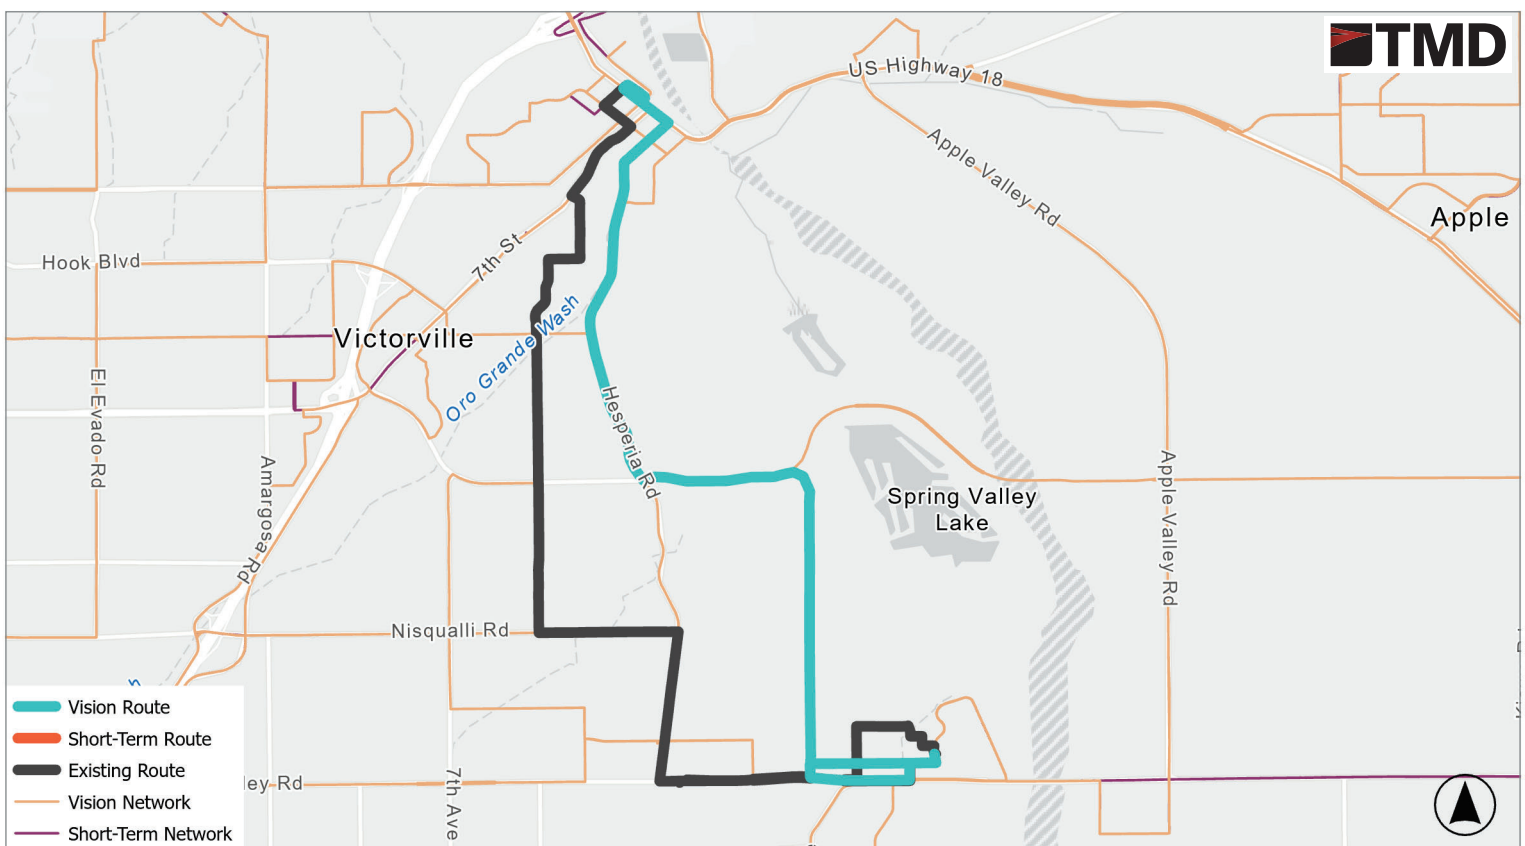 TMD
US Highway 18
Apple Valley Rd
Apple
Hook Blvd
7th St
Oro Grande Wash
Victorville
El Evado Rd
Amargosa Rd
Hesperia Rd
Spring Valley
Lake
Apple Valley Rd
Nisqualli Rd
ley Rd
7th Ave
Vision Route
Short-Term Route
Existing Route
Vision Network
Short-Term Network